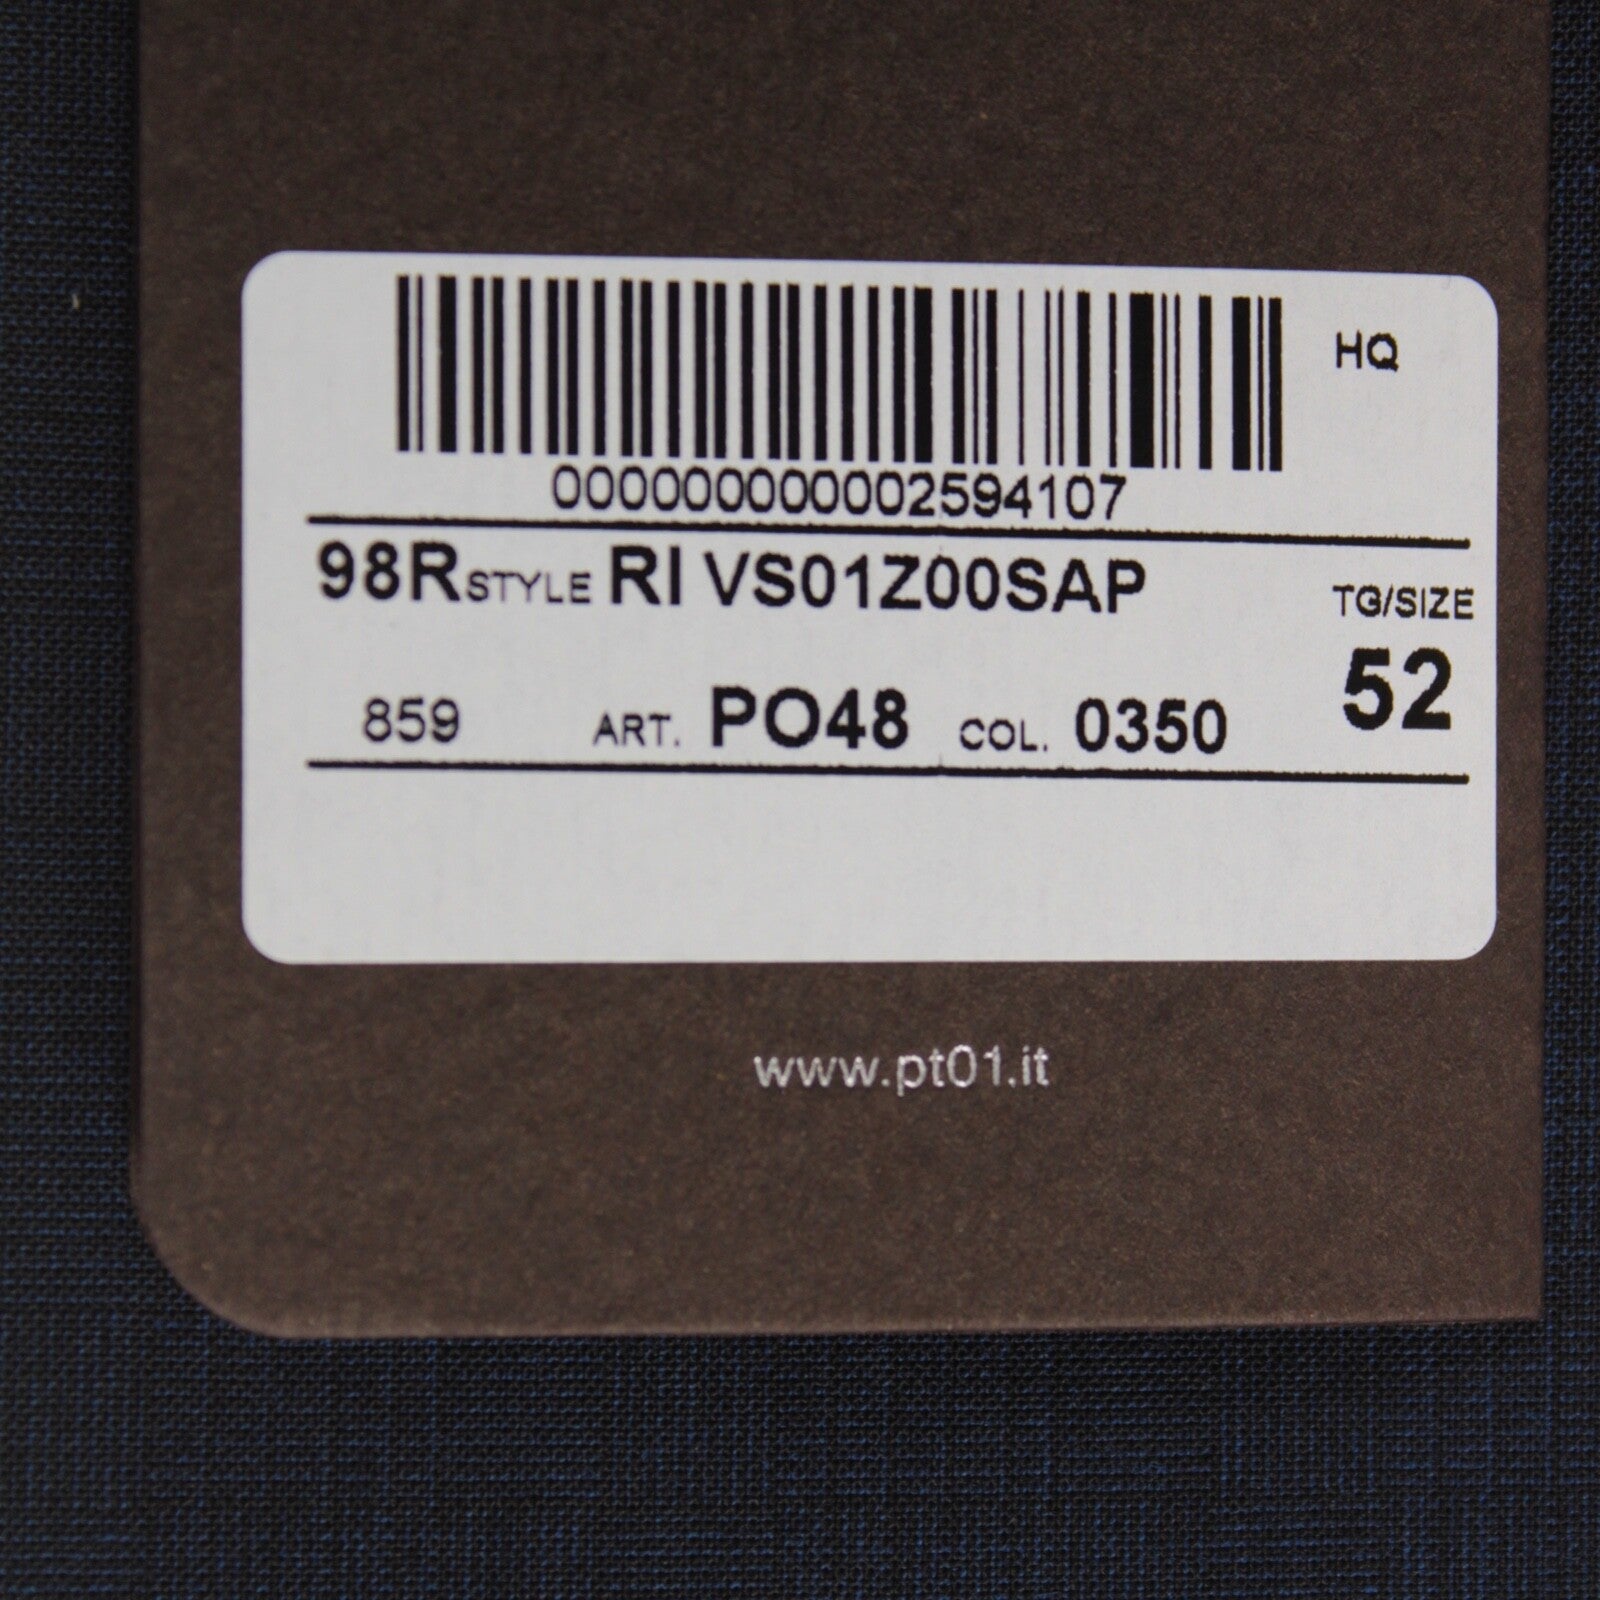 HQ
000000000002594107
98R STYLE RI VS01Z00SAP TG/SIZE
859 ART. PO48 COL. 0350 52
www.pt01.it